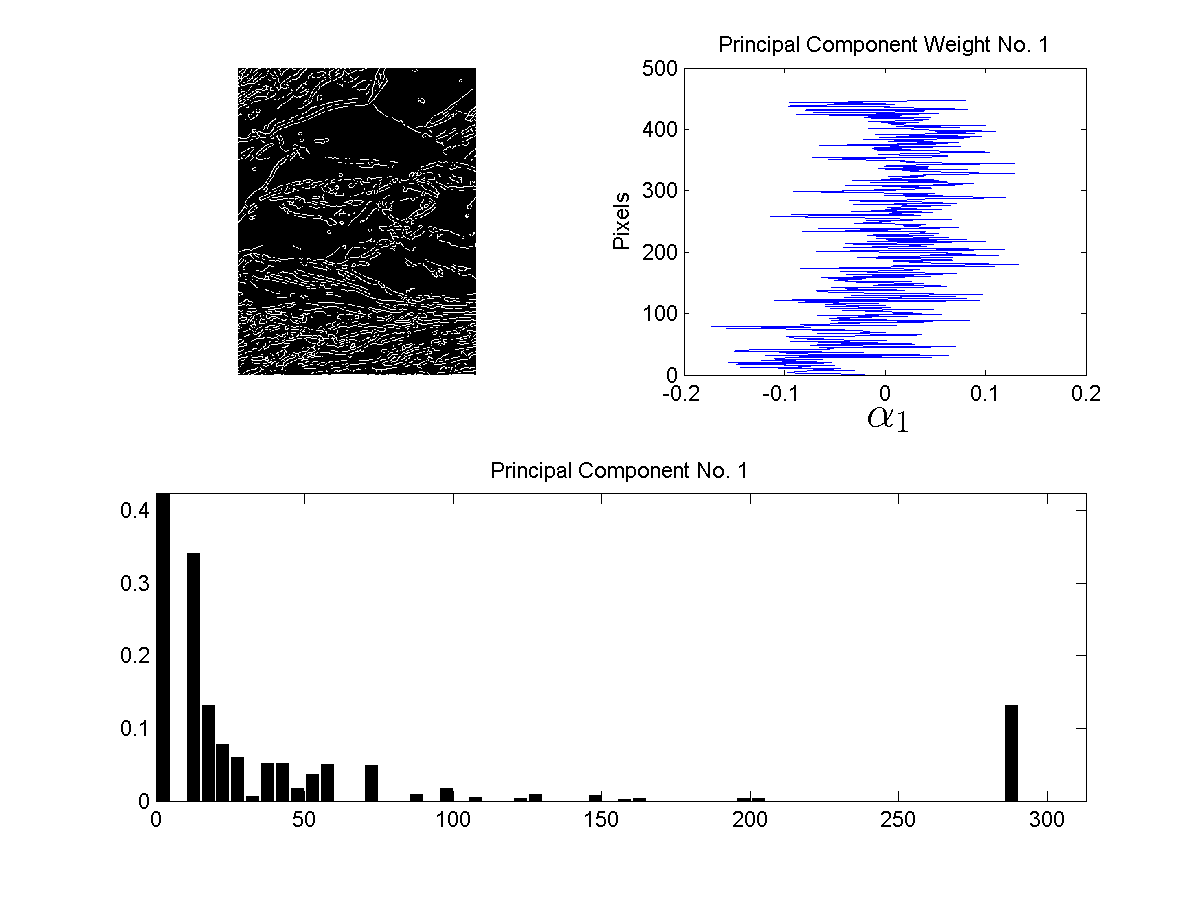 Principal Component Weight No. 1
500
400
300
200
100
0
Pixels
-0.2 -0.1 0 0.1 0.2
α1
Principal Component No. 1
0.4
0.3
0.2
0.1
0
0 50 100 150 200 250 300